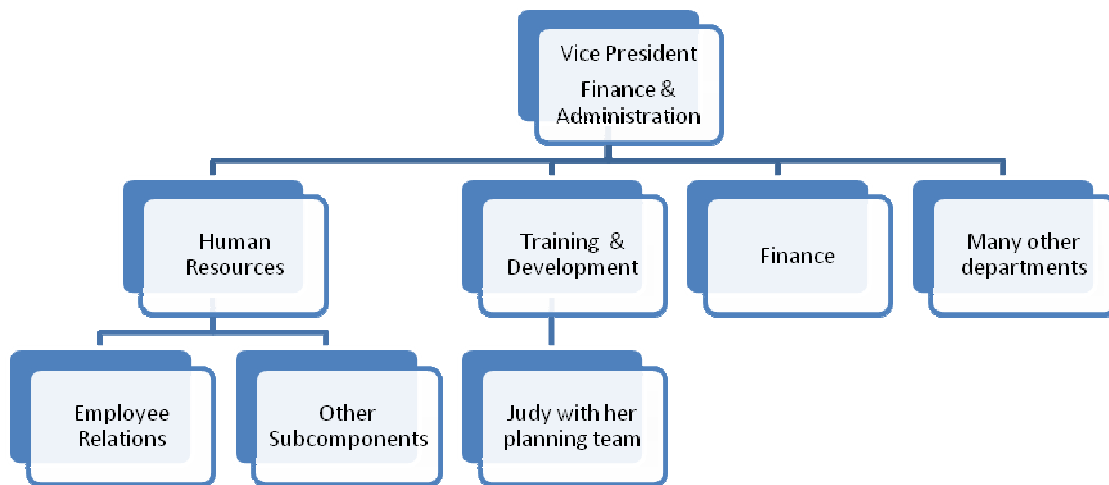 Vice President
Finance &
Administration
Human
Resources
Training &
Development
Finance
Many other
departments
Employee
Relations
Other
Subcomponents
Judy with her
planning team